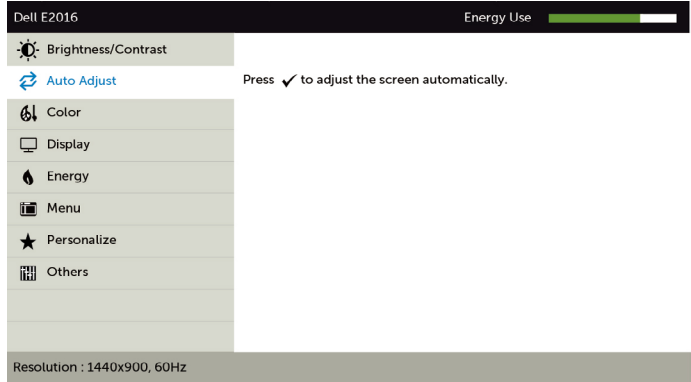 Dell E2016
Energy Use
Brightness/Contrast
Auto Adjust
Press ✓ to adjust the screen automatically.
Color
Display
Energy
Menu
Personalize
Others
Resolution : 1440x900, 60Hz